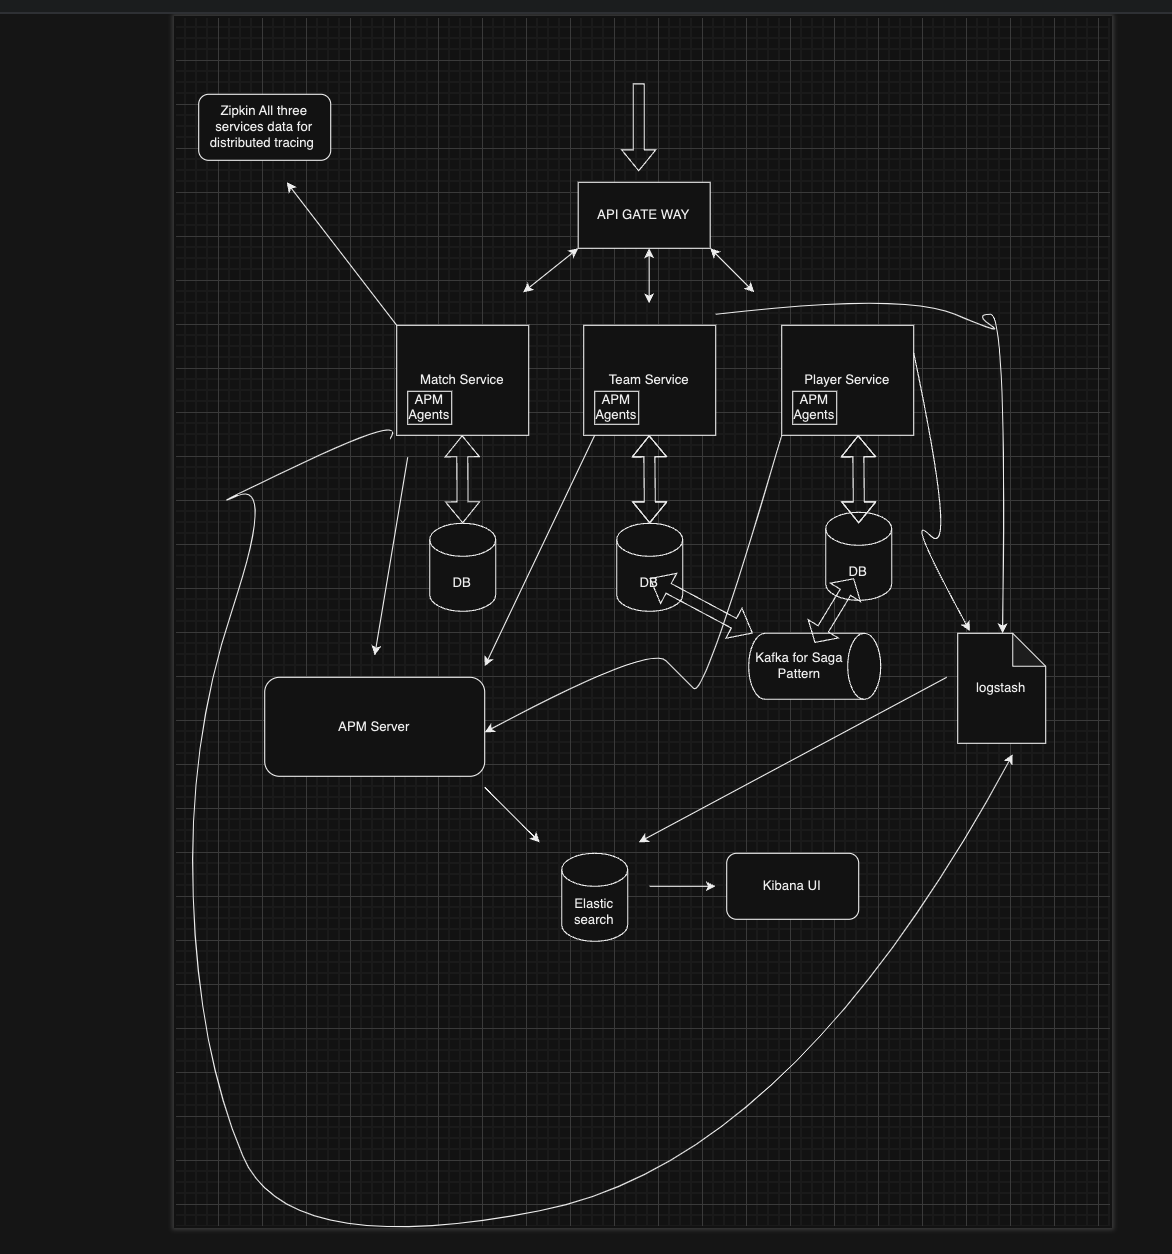 Zipkin All three
services data for
distributed tracing
API GATE WAY
Match Service
APM
Agents
Team Service
APM
Agents
Player Service
APM
Agents
DB
DB
DB
Kafka for Saga
Pattern
logstash
APM Server
Elastic
search
Kibana UI